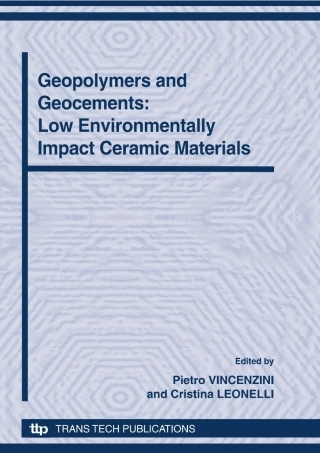 Geopolymers and
Geocements:
Low Environmentally
Impact Ceramic Materials
Edited by
Pietro VINCENZINI
and Cristina LEONELLI
ttp TRANS TECH PUBLICATIONS